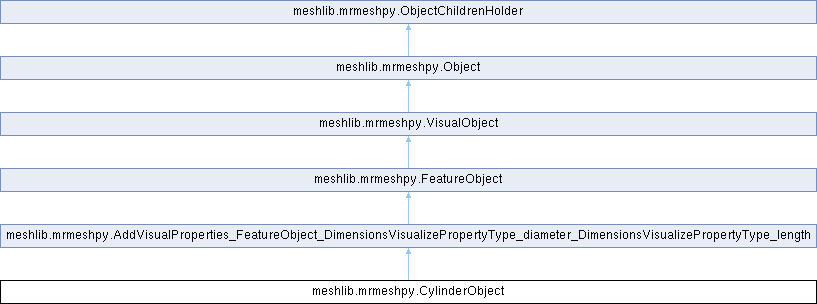 meshlib.mrmeshpy.ObjectChildrenHolder
meshlib.mrmeshpy.Object
meshlib.mrmeshpy.VisualObject
meshlib.mrmeshpy.FeatureObject
meshlib.mrmeshpy.AddVisualProperties_FeatureObject_DimensionsVisualizePropertyType_diameter_DimensionsVisualizePropertyType_length
meshlib.mrmeshpy.CylinderObject